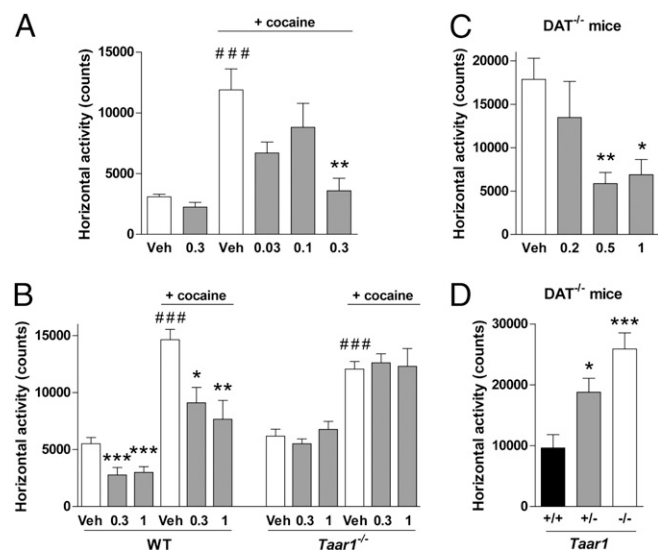 A
+ cocaine
Horizontal activity (counts)
15000
10000
5000
0
###
**
Veh 0.3 Veh 0.03 0.1 0.3
C
DAT-/- mice
Horizontal activity (counts)
20000
15000
10000
5000
0
** *
Veh 0.2 0.5 1
B
+ cocaine + cocaine
Horizontal activity (counts)
15000
10000
5000
0
*** ***
###
* **
###
Veh 0.3 1 Veh 0.3 1 Veh 0.3 1 Veh 0.3 1
WT Taar1-/-
D
DAT-/- mice
Horizontal activity (counts)
30000
20000
10000
0
* ***
+/+ +/- -/-
Taar1